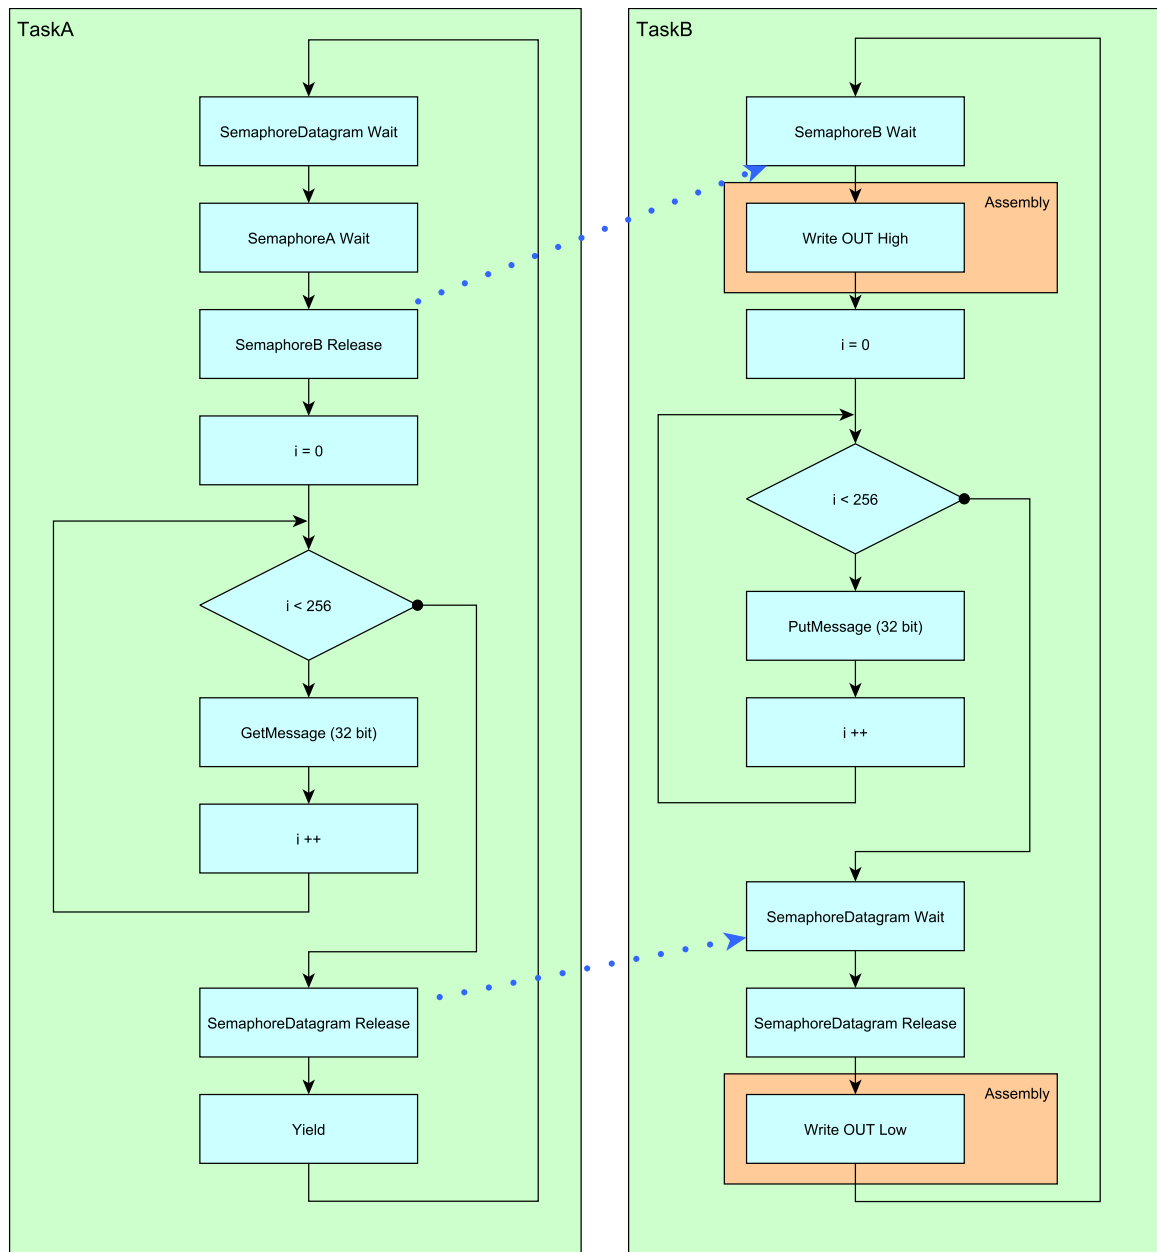 TaskA
SemaphoreDatagram Wait
SemaphoreA Wait
SemaphoreB Release
i = 0
i < 256
GetMessage (32 bit)
i ++
SemaphoreDatagram Release
Yield
TaskB
SemaphoreB Wait
Assembly
Write OUT High
i = 0
i < 256
PutMessage (32 bit)
i ++
SemaphoreDatagram Wait
SemaphoreDatagram Release
Assembly
Write OUT Low